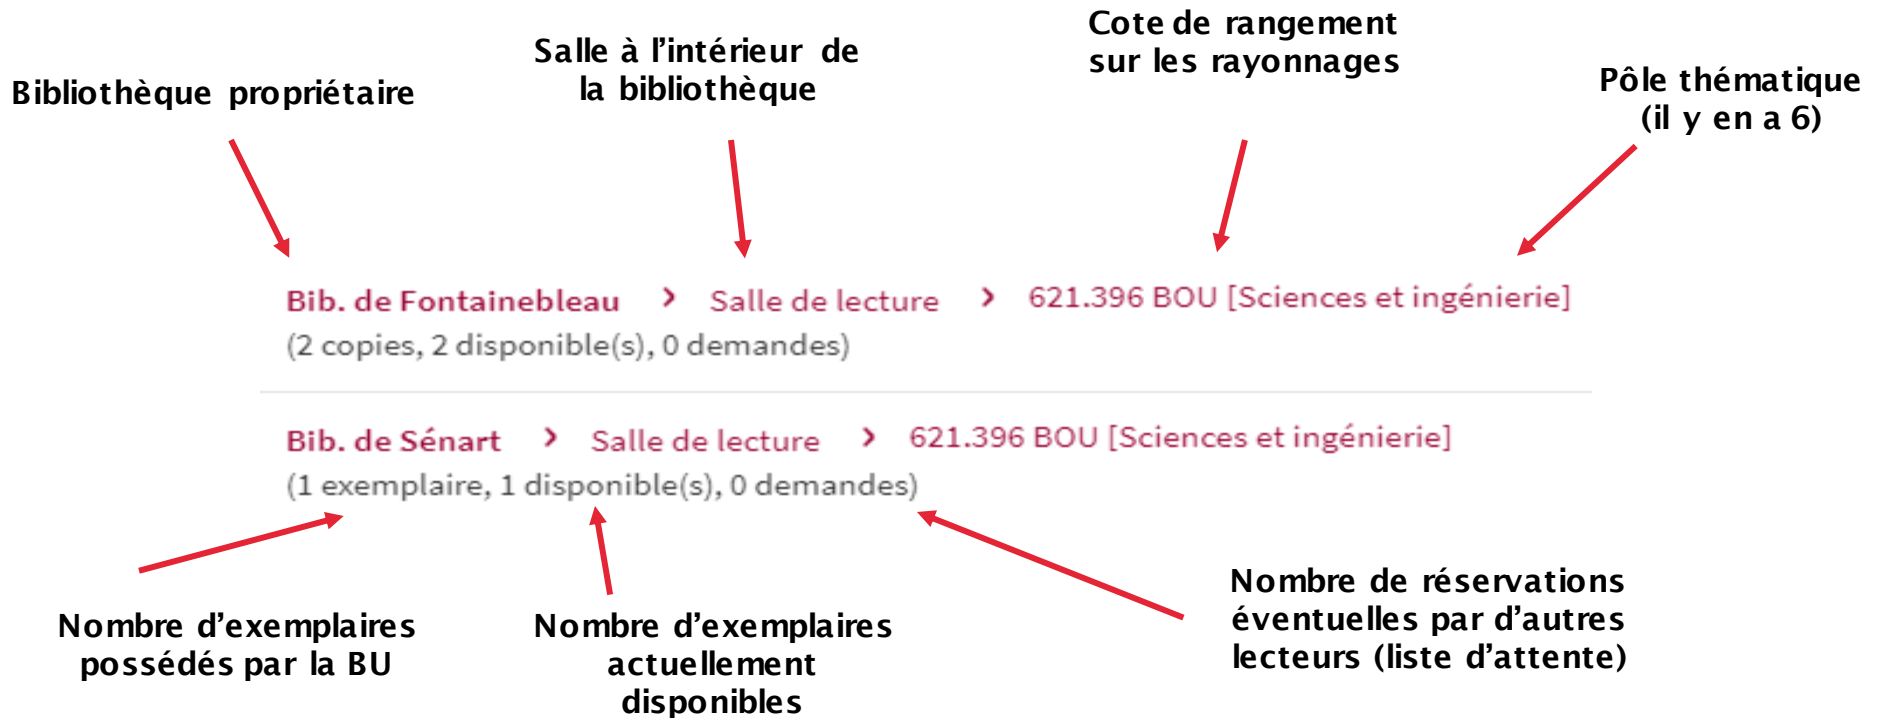 Cote de rangement
sur les rayonnages
Salle à l’intérieur de
la bibliothèque
Bibliothèque propriétaire
Pôle thématique
(il y en a 6)
Bib. de Fontainebleau > Salle de lecture > 621.396 BOU [Sciences et ingénierie]
(2 copies, 2 disponible(s), 0 demandes)
Bib. de Sénart > Salle de lecture > 621.396 BOU [Sciences et ingénierie]
(1 exemplaire, 1 disponible(s), 0 demandes)
Nombre d’exemplaires
possédés par la BU
Nombre d’exemplaires
actuellement
disponibles
Nombre de réservations
éventuelles par d’autres
lecteurs (liste d’attente)